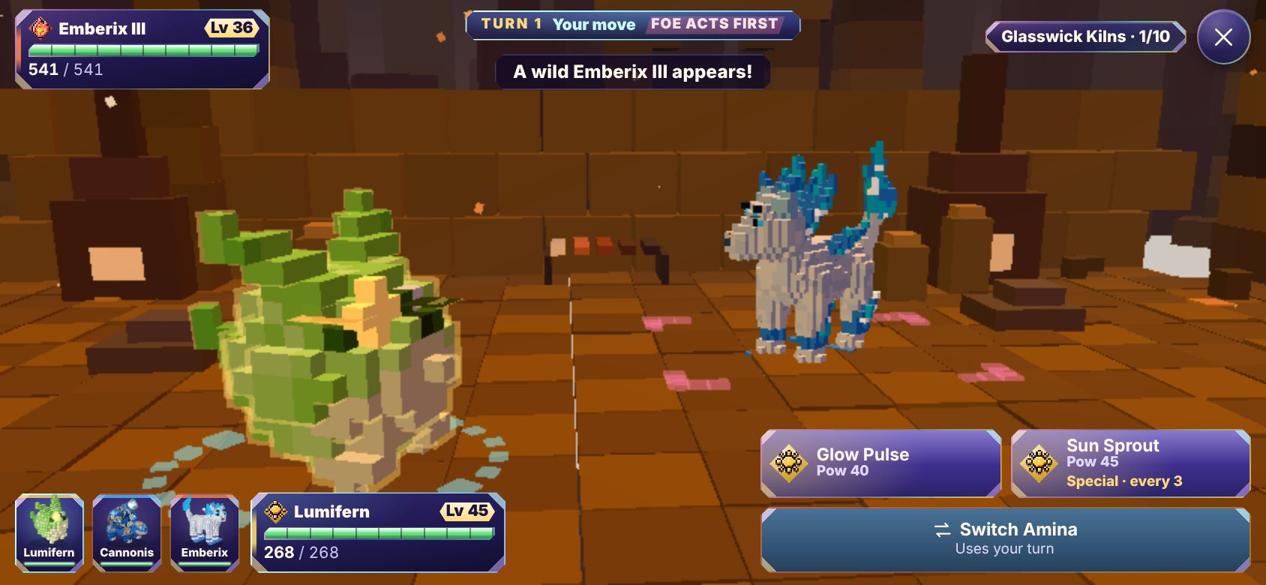 Emberix III
Lv 36
541 / 541
TURN 1 Your move FOE ACTS FIRST
A wild Emberix III appears!
Glasswick Kilns · 1/10
Glow Pulse
Pow 40
Sun Sprout
Pow 45
Special · every 3
Switch Amina
Uses your turn
Lumifern
Cannonis
Emberix
Lumifern
Lv 45
268 / 268